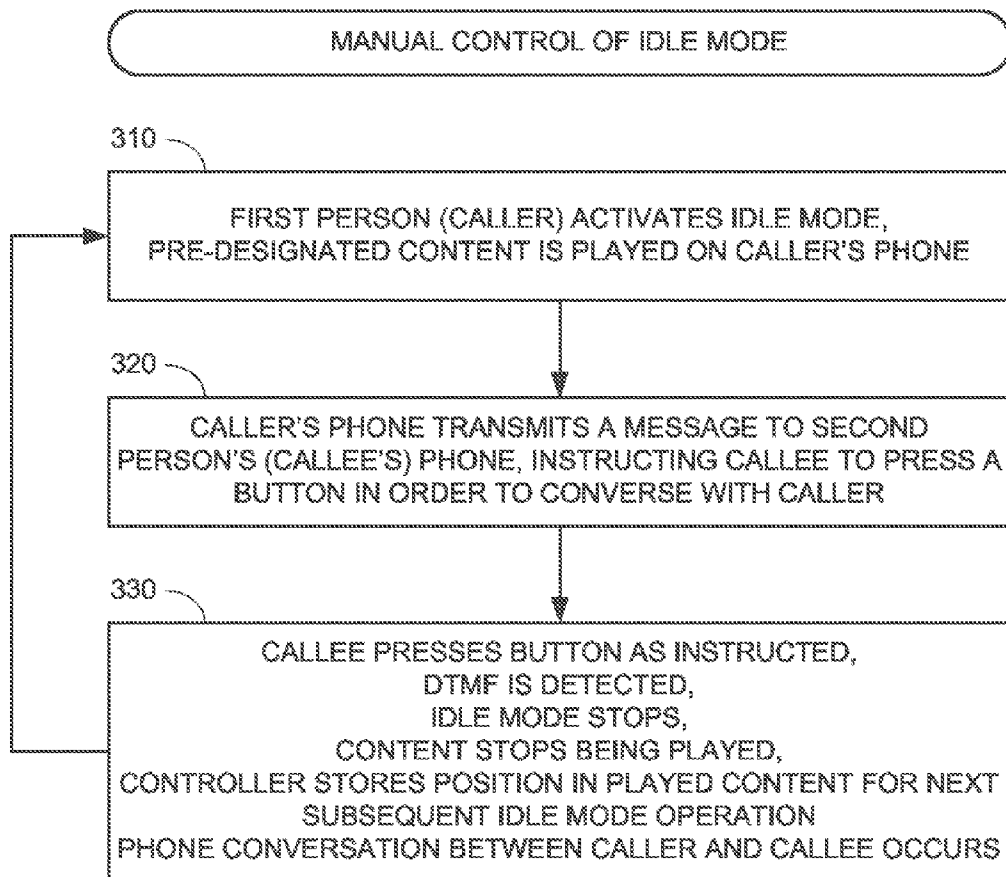 MANUAL CONTROL OF IDLE MODE
310
FIRST PERSON (CALLER) ACTIVATES IDLE MODE,
PRE-DESIGNATED CONTENT IS PLAYED ON CALLER'S PHONE
320
CALLER'S PHONE TRANSMITS A MESSAGE TO SECOND
PERSON'S (CALLEE'S) PHONE, INSTRUCTING CALLEE TO PRESS A
BUTTON IN ORDER TO CONVERSE WITH CALLER
330
CALLEE PRESSES BUTTON AS INSTRUCTED,
DTMF IS DETECTED,
IDLE MODE STOPS,
CONTENT STOPS BEING PLAYED,
CONTROLLER STORES POSITION IN PLAYED CONTENT FOR NEXT
SUBSEQUENT IDLE MODE OPERATION
PHONE CONVERSATION BETWEEN CALLER AND CALLEE OCCURS